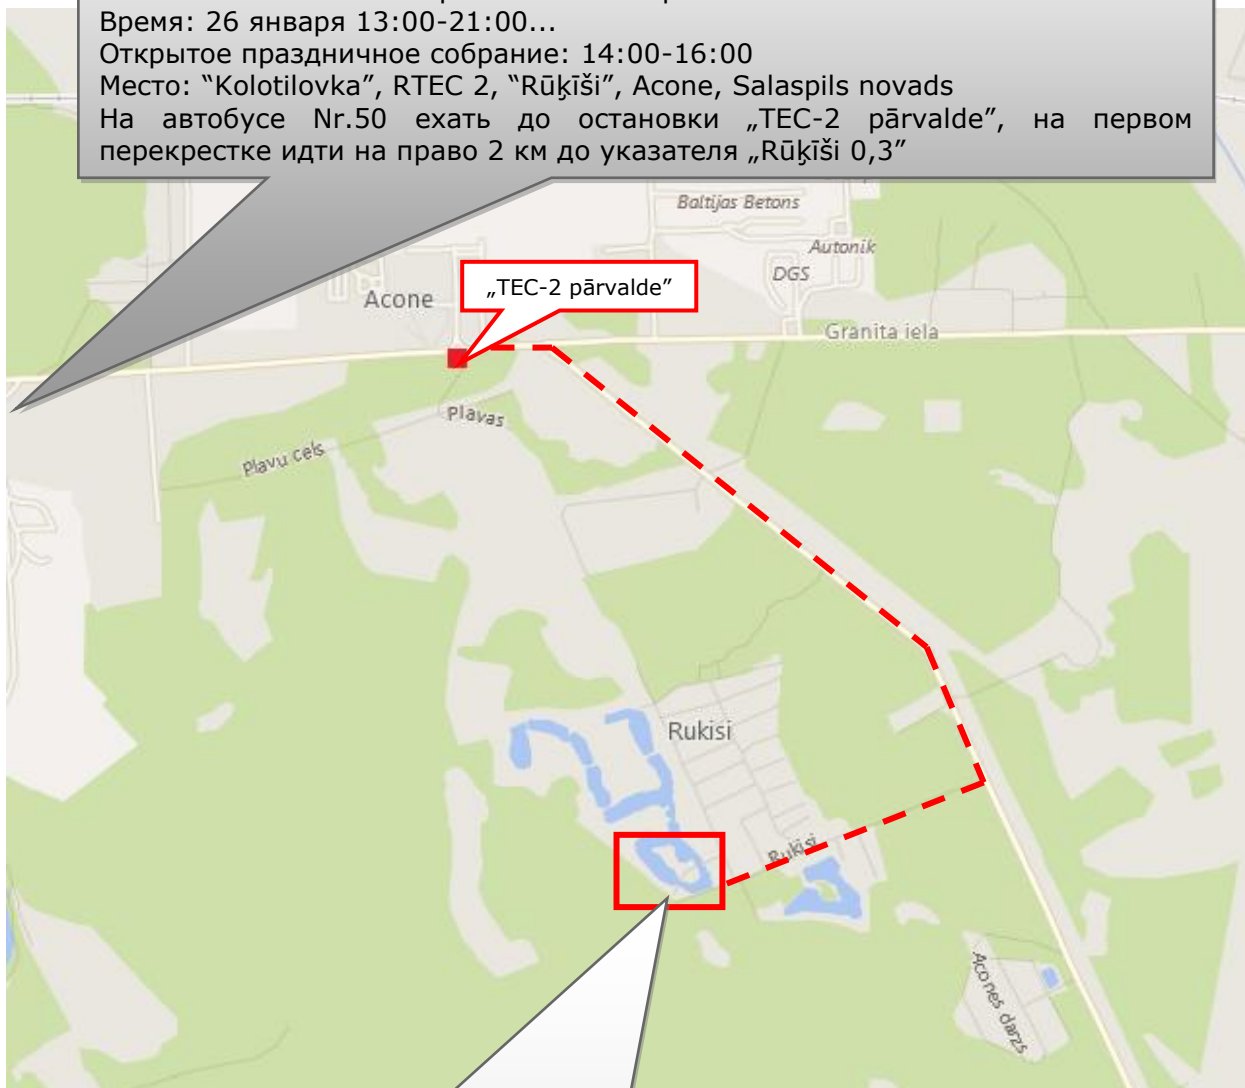 Время: 26 января 13:00-21:00...
Открытое праздничное собрание: 14:00-16:00
Место: “Kolotilovka”, RTEC 2, “Rūķīši”, Acone, Salaspils novads
На автобусе Nr.50 ехать до остановки „TEC-2 pārvalde”, на первом
перекрестке идти на право 2 км до указателя „Rūķīši 0,3”
Baltijas Betons
Autonik
DGS
Acone
„TEC-2 pārvalde”
Granita iela
Plavas
Plavu cels
Rukisi
Rukisi
Acones darzs